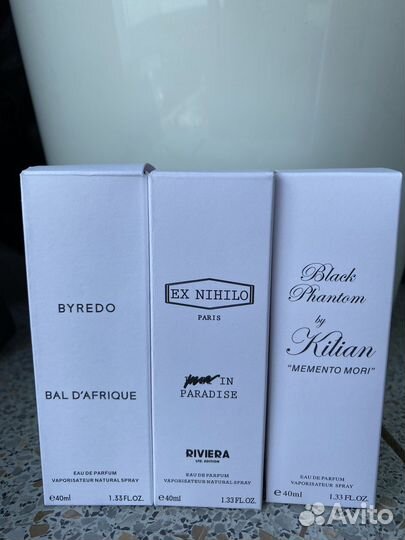 BYREDO
BAL D'AFRIQUE
EAU DE PARFUM
VAPORISATEUR NATURAL SPRAY
℮40ml 1.33 FL.OZ.
EX NIHILO
PARIS
IN
PARADISE
RIVIERA
LTD. EDITION
EAU DE PARFUM
VAPORISATEUR NATURAL SPRAY
℮40ml 1.33 FL.OZ.
Black
Phantom
by
Kilian
"MEMENTO MORI"
EAU DE PARFUM
VAPORISATEUR SPRAY
℮40ml 1.33 FL.OZ.
Avito